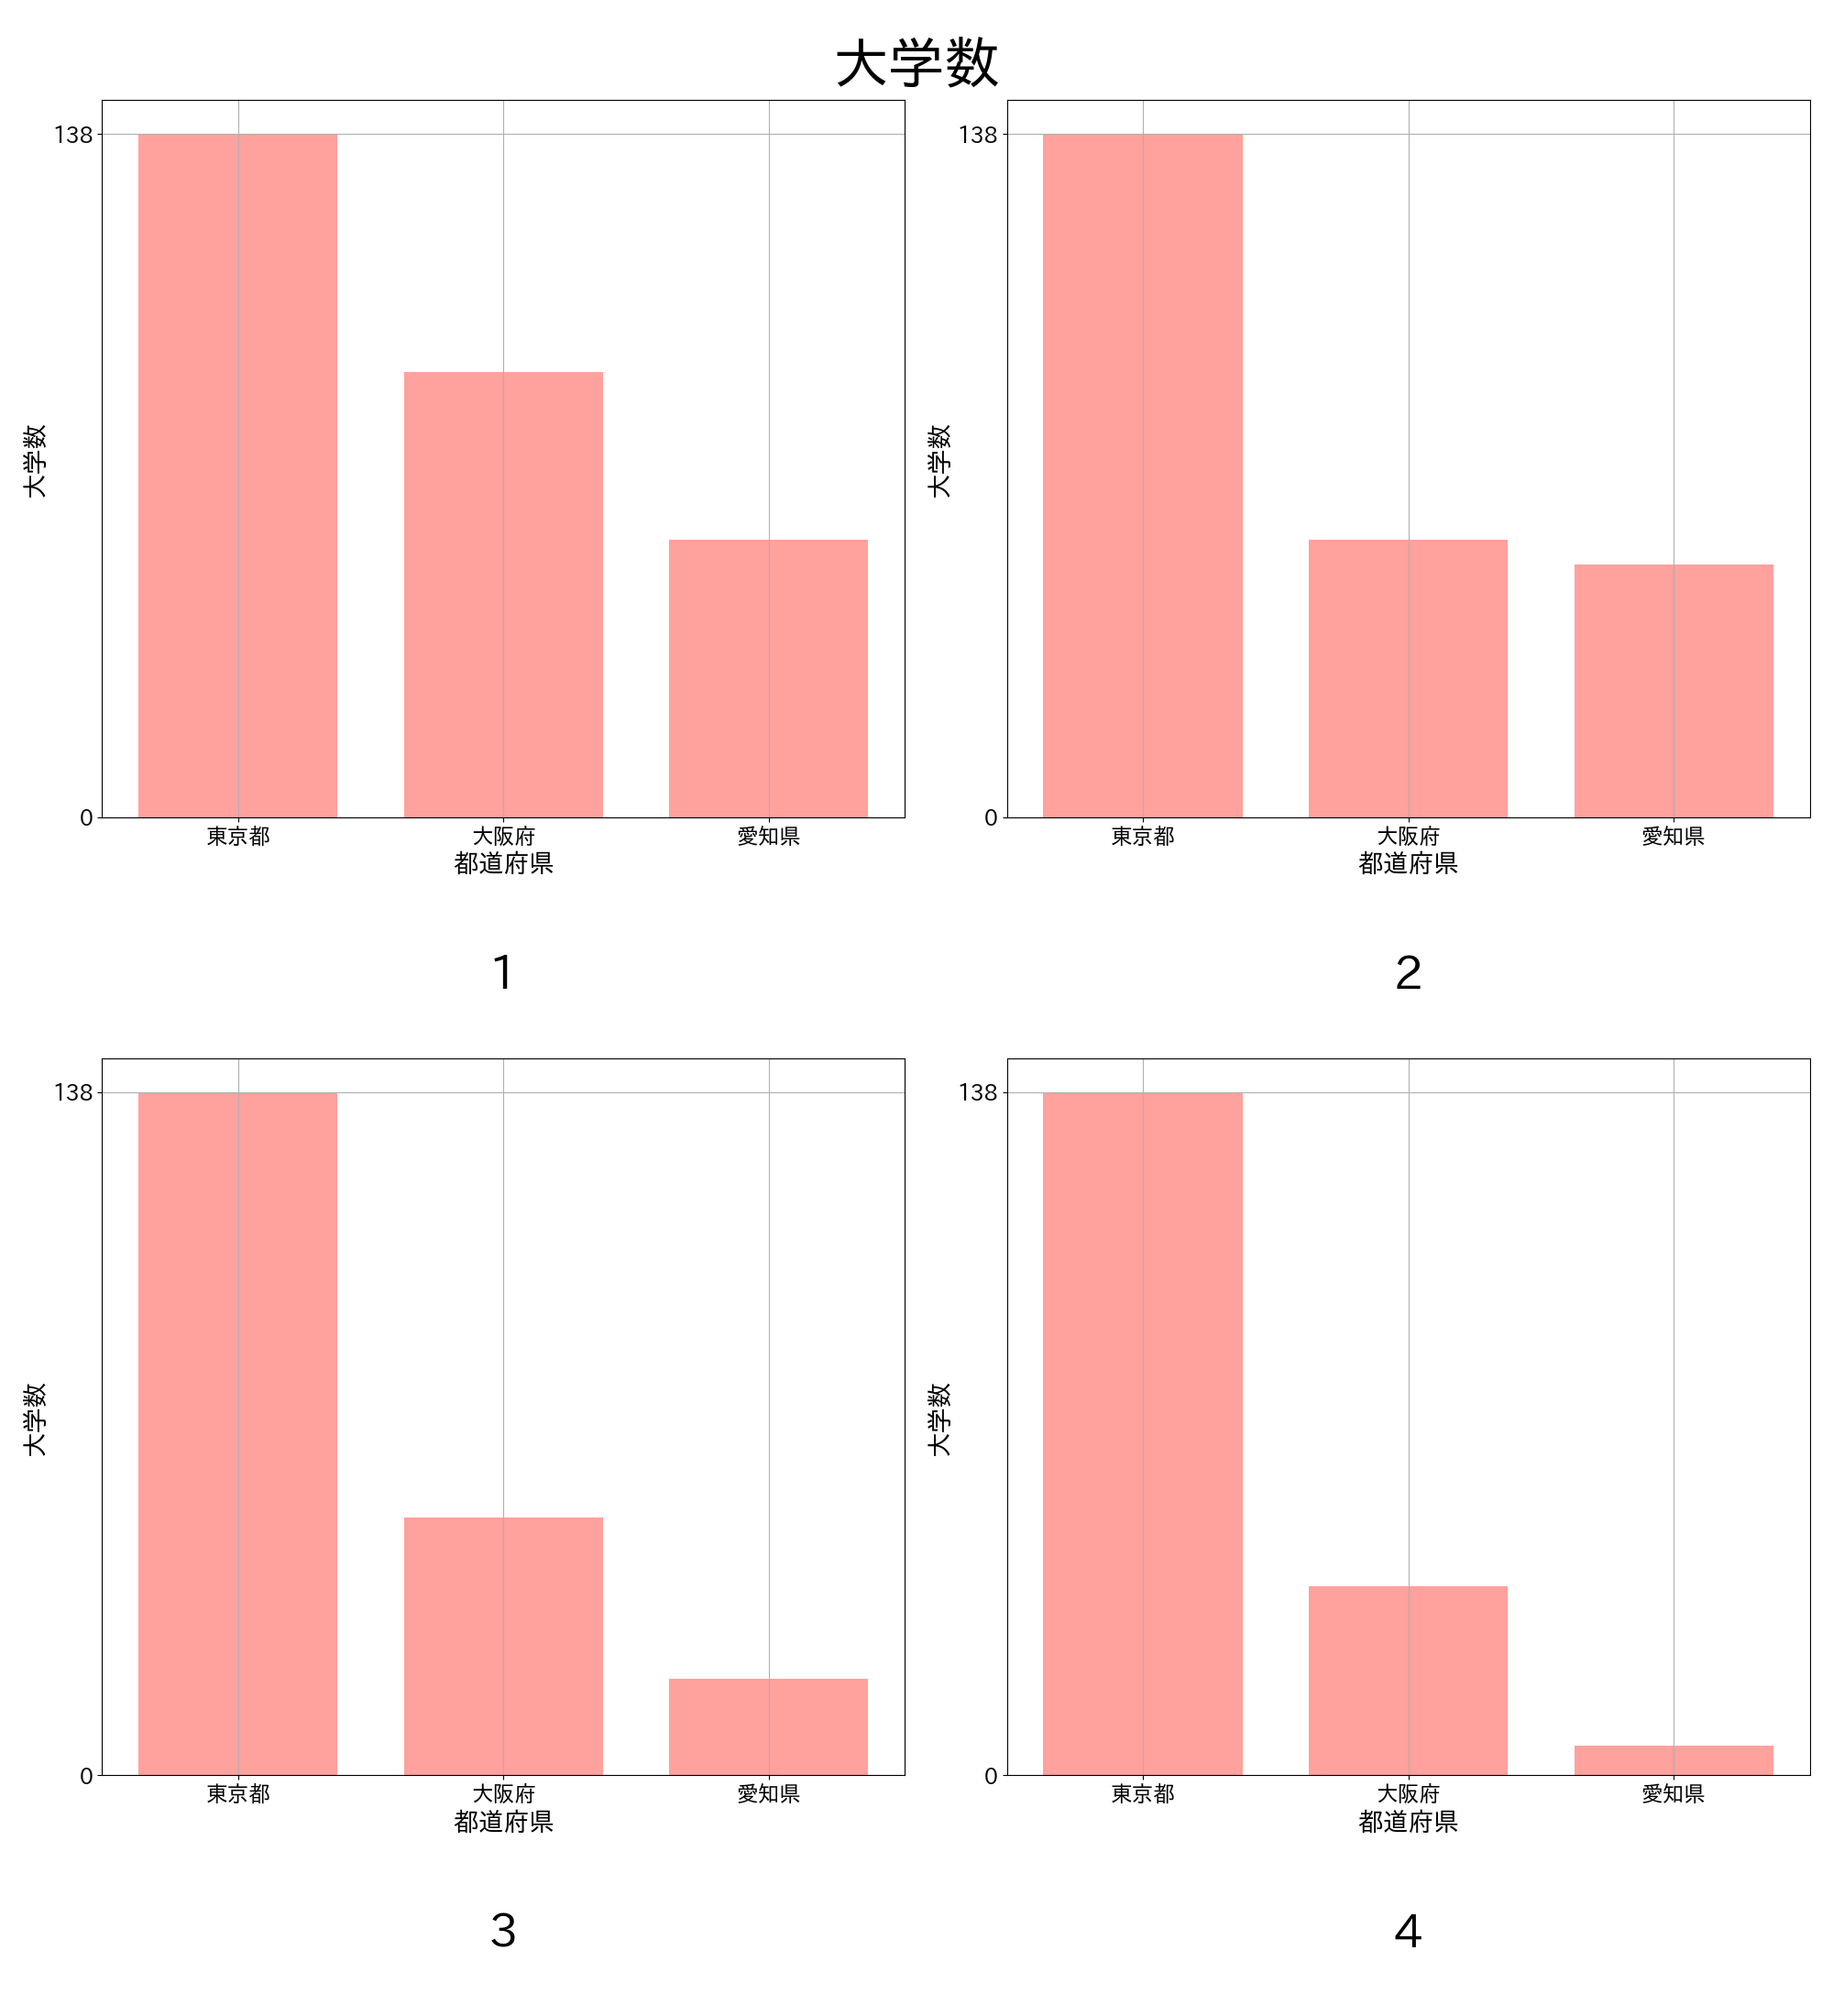 大学数
138
0
大学数
東京都 大阪府 愛知県
都道府県
1
138
0
大学数
東京都 大阪府 愛知県
都道府県
2
138
0
大学数
東京都 大阪府 愛知県
都道府県
3
138
0
大学数
東京都 大阪府 愛知県
都道府県
4